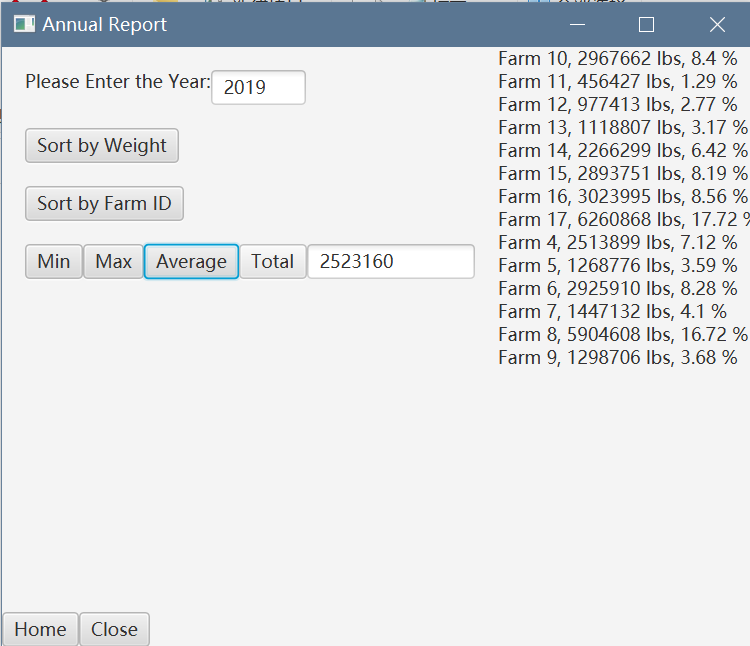 Annual Report
Please Enter the Year: 2019
Sort by Weight
Sort by Farm ID
Min Max Average Total 2523160
Farm 10, 2967662 lbs, 8.4 %
Farm 11, 456427 lbs, 1.29 %
Farm 12, 977413 lbs, 2.77 %
Farm 13, 1118807 lbs, 3.17 %
Farm 14, 2266299 lbs, 6.42 %
Farm 15, 2893751 lbs, 8.19 %
Farm 16, 3023995 lbs, 8.56 %
Farm 17, 6260868 lbs, 17.72 %
Farm 4, 2513899 lbs, 7.12 %
Farm 5, 1268776 lbs, 3.59 %
Farm 6, 2925910 lbs, 8.28 %
Farm 7, 1447132 lbs, 4.1 %
Farm 8, 5904608 lbs, 16.72 %
Farm 9, 1298706 lbs, 3.68 %
Home Close